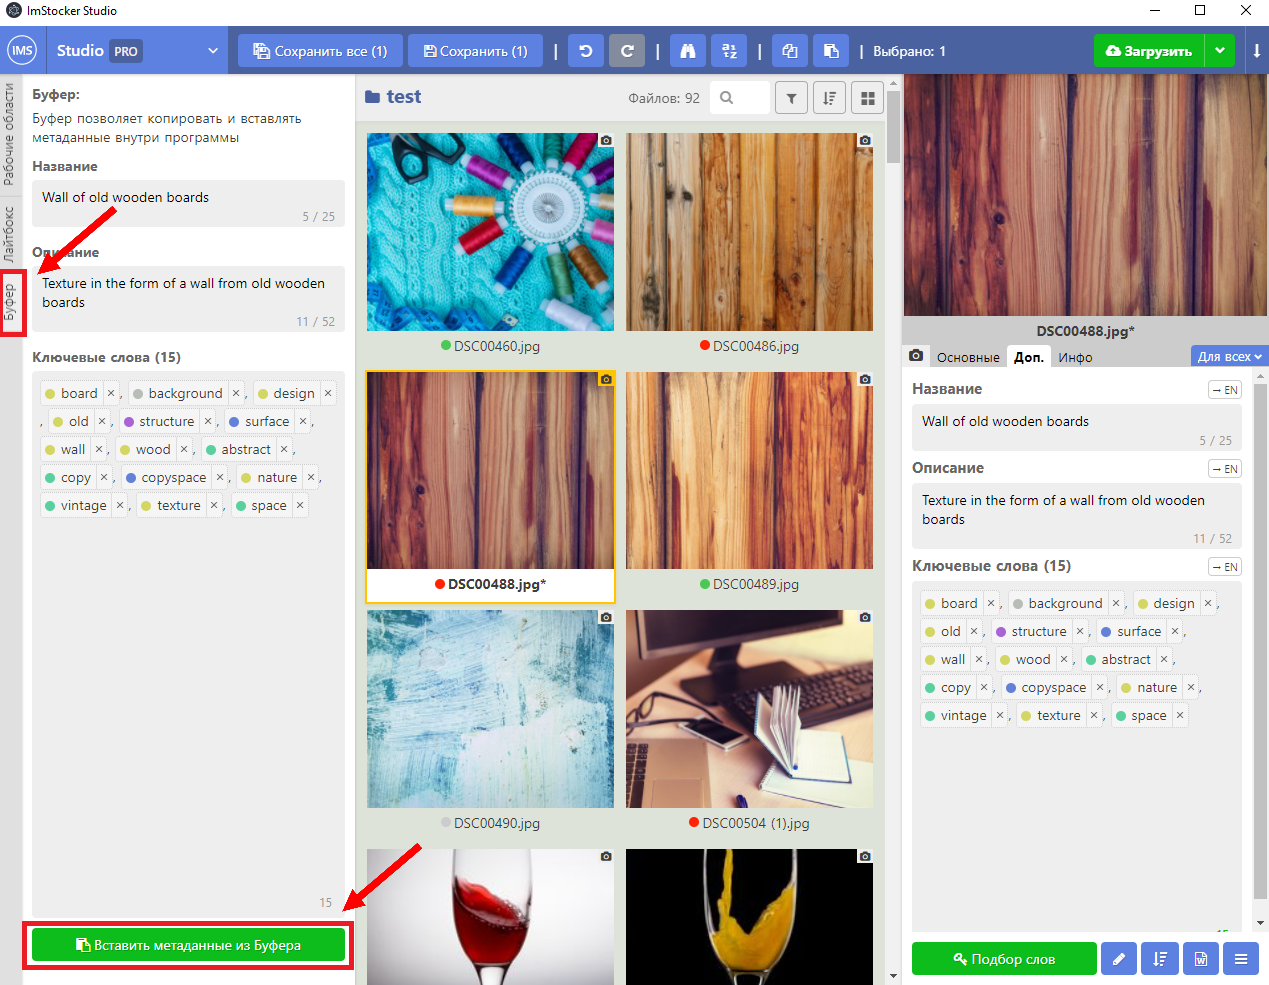 ImStocker Studio
IMS
Studio PRO
Сохранить все (1)
Сохранить (1)
Выбрано: 1
Загрузить
Рабочие области
Лайтбокс
Буфер
Буфер:
Буфер позволяет копировать и вставлять
метаданные внутри программы
Название
Wall of old wooden boards
5 / 25
Описание
Texture in the form of a wall from old wooden
boards
11 / 52
Ключевые слова (15)
board ×, background ×, design ×
, old ×, structure ×, surface ×,
wall ×, wood ×, abstract ×,
copy ×, copyspace ×, nature ×,
vintage ×, texture ×, space ×
15
Вставить метаданные из Буфера
test
Файлов: 92
DSC00460.jpg
DSC00486.jpg
DSC00488.jpg*
DSC00489.jpg
DSC00490.jpg
DSC00504 (1).jpg
DSC00488.jpg*
Основные
Доп.
Инфо
Для всех
Название
→ EN
Wall of old wooden boards
5 / 25
Описание
→ EN
Texture in the form of a wall from old wooden
boards
11 / 52
Ключевые слова (15)
→ EN
board ×, background ×, design ×,
old ×, structure ×, surface ×,
wall ×, wood ×, abstract ×,
copy ×, copyspace ×, nature ×,
vintage ×, texture ×, space ×
Подбор слов